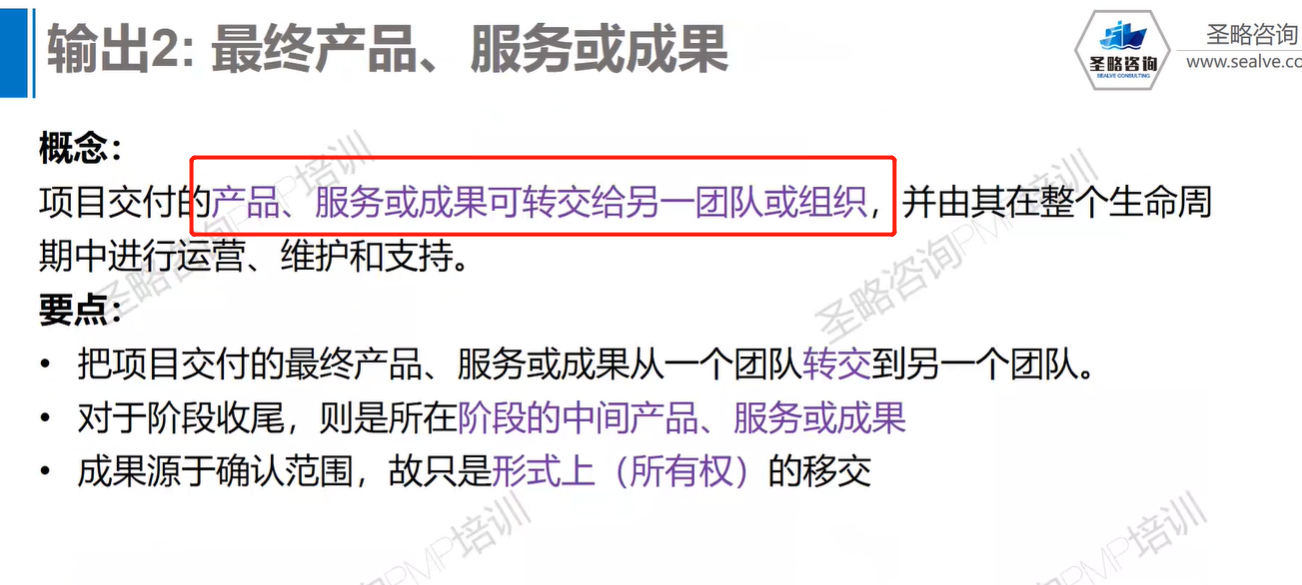 输出2: 最终产品、服务或成果
圣略咨询
SEALVE CONSULTING
圣略咨询
www.sealve.co
概念：
项目交付的产品、服务或成果可转交给另一团队或组织，并由其在整个生命周
期中进行运营、维护和支持。
要点：
• 把项目交付的最终产品、服务或成果从一个团队转交到另一个团队。
• 对于阶段收尾，则是所在阶段的中间产品、服务或成果
• 成果源于确认范围，故只是形式上（所有权）的移交
圣略咨询PMP培训
圣略咨询PMP培训
询PMP培训
PMP培训